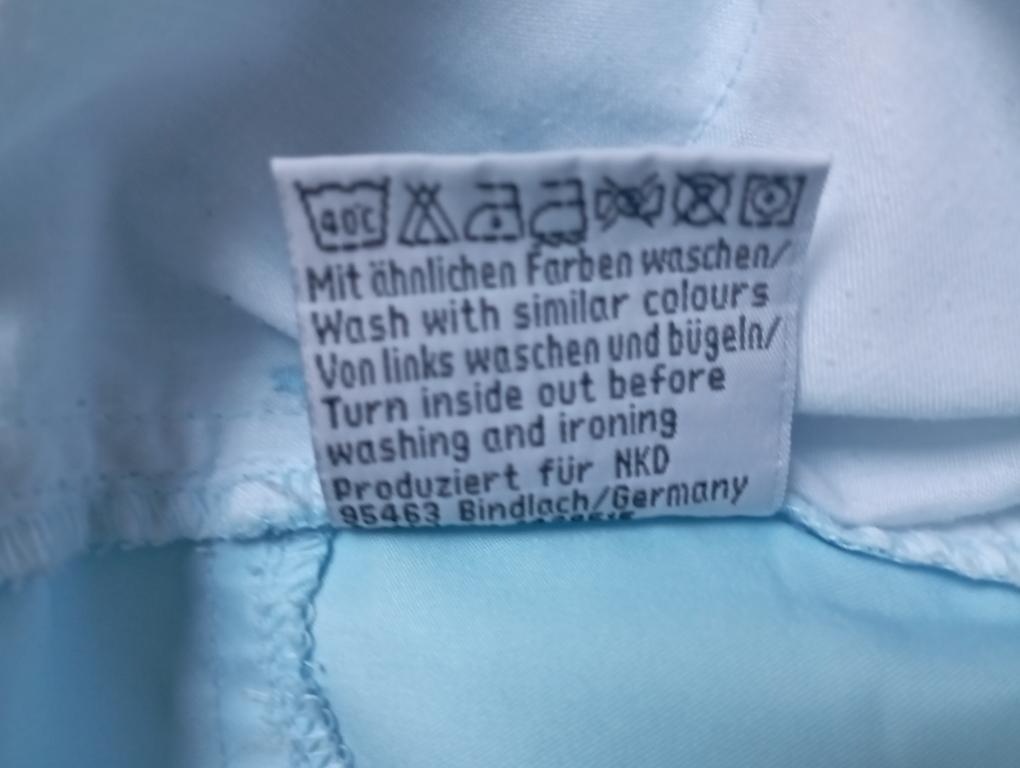 40°C
Mit ähnlichen Farben waschen/
Wash with similar colours
Von links waschen und bügeln/
Turn inside out before
washing and ironing
Produziert für NKD
95463 Bindlach/Germany